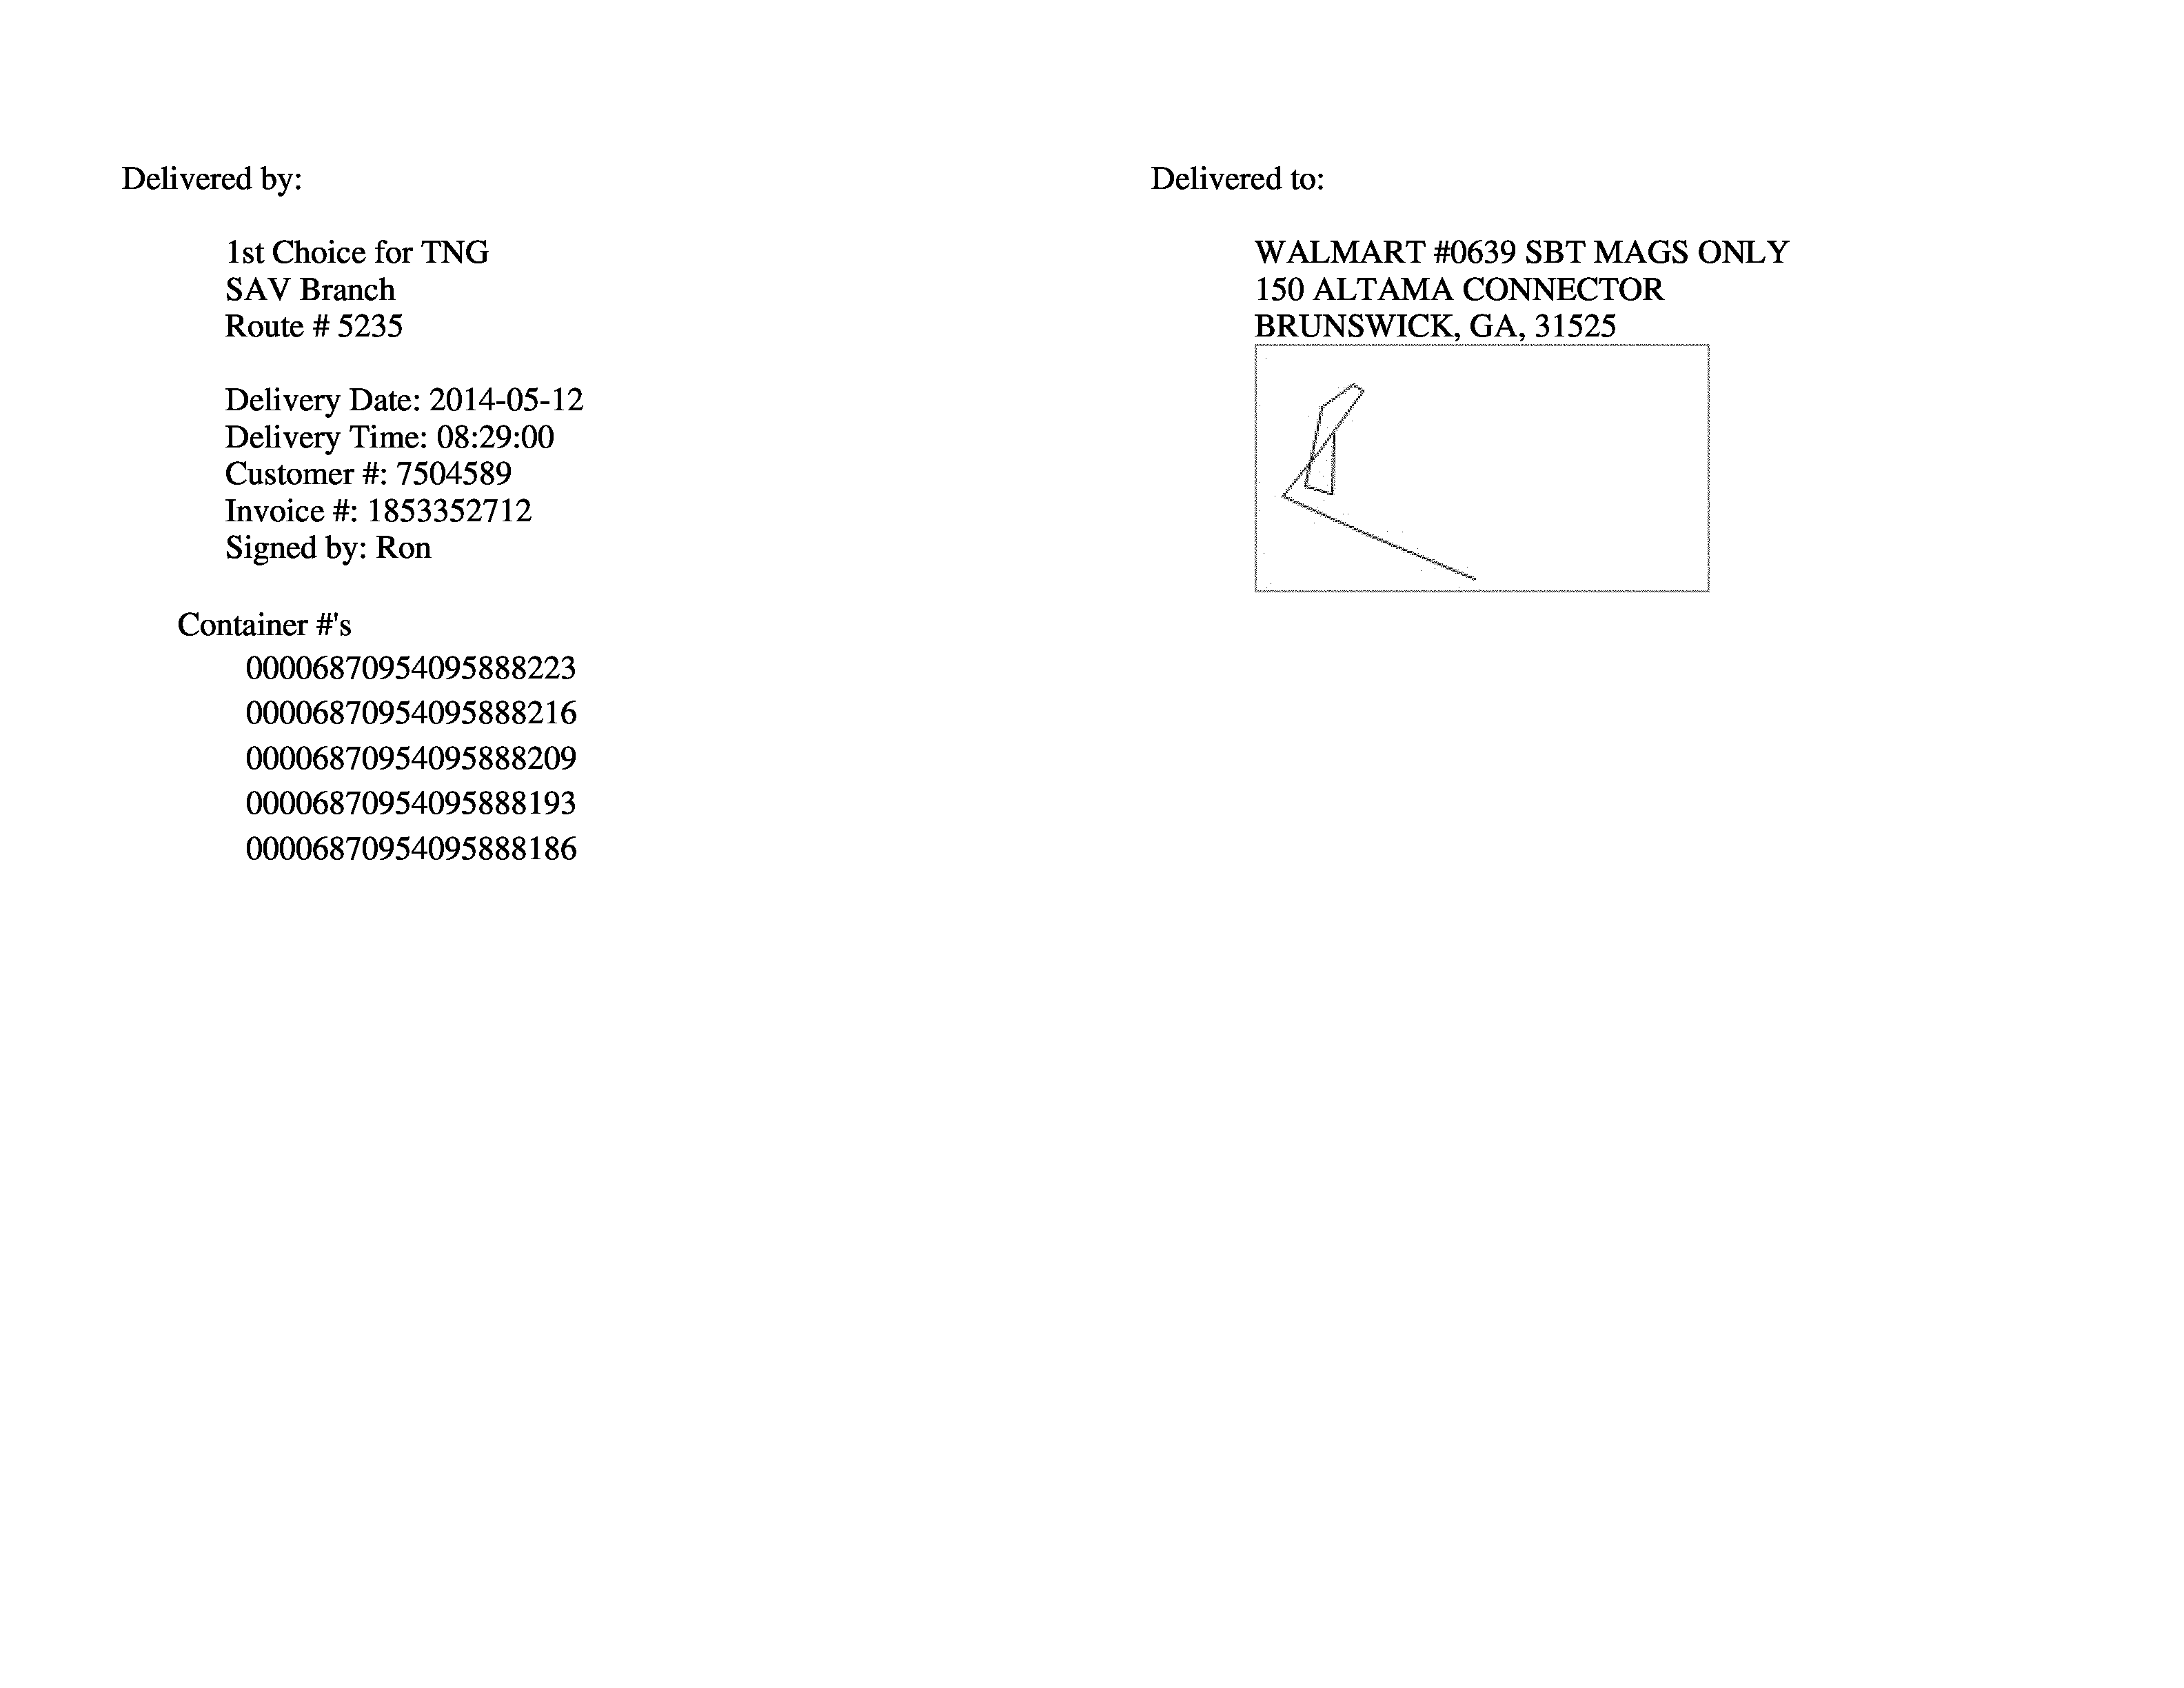 Delivered by:
1st Choice for TNG
SAV Branch
Route # 5235
Delivery Date: 2014-05-12
Delivery Time: 08:29:00
Customer #: 7504589
Invoice #: 1853352712
Signed by: Ron
Container #'s
00006870954095888223
00006870954095888216
00006870954095888209
00006870954095888193
00006870954095888186
Delivered to:
WALMART #0639 SBT MAGS ONLY
150 ALTAMA CONNECTOR
BRUNSWICK, GA, 31525